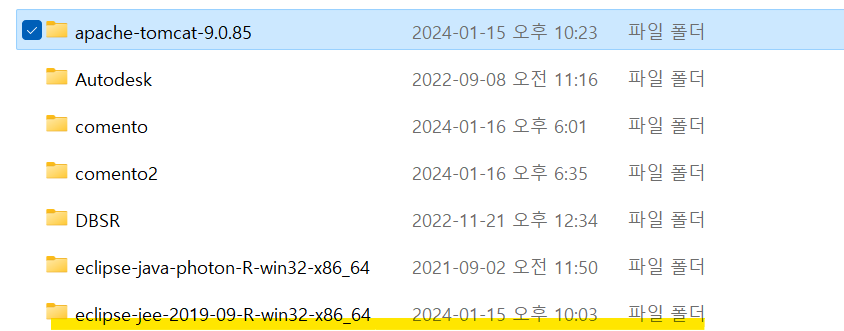 apache-tomcat-9.0.85 2024-01-15 오후 10:23 파일 폴더
Autodesk 2022-09-08 오전 11:16 파일 폴더
comento 2024-01-16 오후 6:01 파일 폴더
comento2 2024-01-16 오후 6:35 파일 폴더
DBSR 2022-11-21 오후 12:34 파일 폴더
eclipse-java-photon-R-win32-x86_64 2021-09-02 오전 11:50 파일 폴더
eclipse-jee-2019-09-R-win32-x86_64 2024-01-15 오후 10:03 파일 폴더